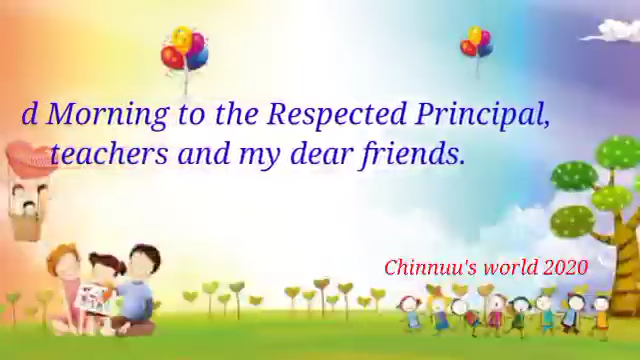 d Morning to the Respected Principal,
teachers and my dear friends.
Chinnuu's world 2020